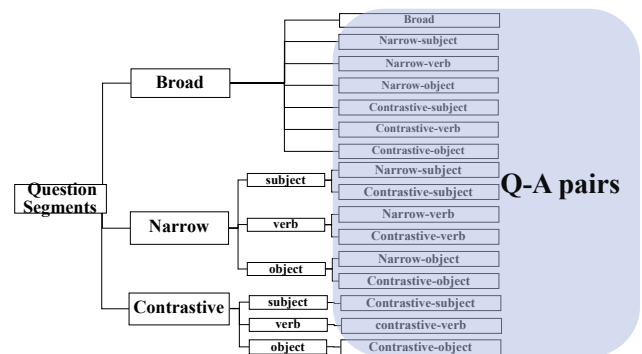 Broad
Narrow-subject
Narrow-verb
Narrow-object
Contrastive-subject
Contrastive-verb
Contrastive-object
Broad
subject
Narrow-subject
Contrastive-subject
Q-A pairs
Question
Segments
Narrow
verb
Narrow-verb
Contrastive-verb
object
Narrow-object
Contrastive-object
Contrastive
subject
Contrastive-subject
verb
contrastive-verb
object
Contrastive-object